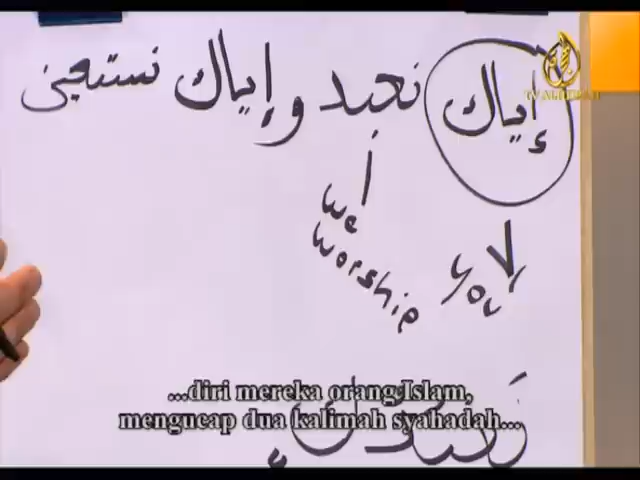 إياك نعبد وإياك نستعين
we
worship
you
...diri mereka orang Islam,
mengucap dua kalimah syahadah...